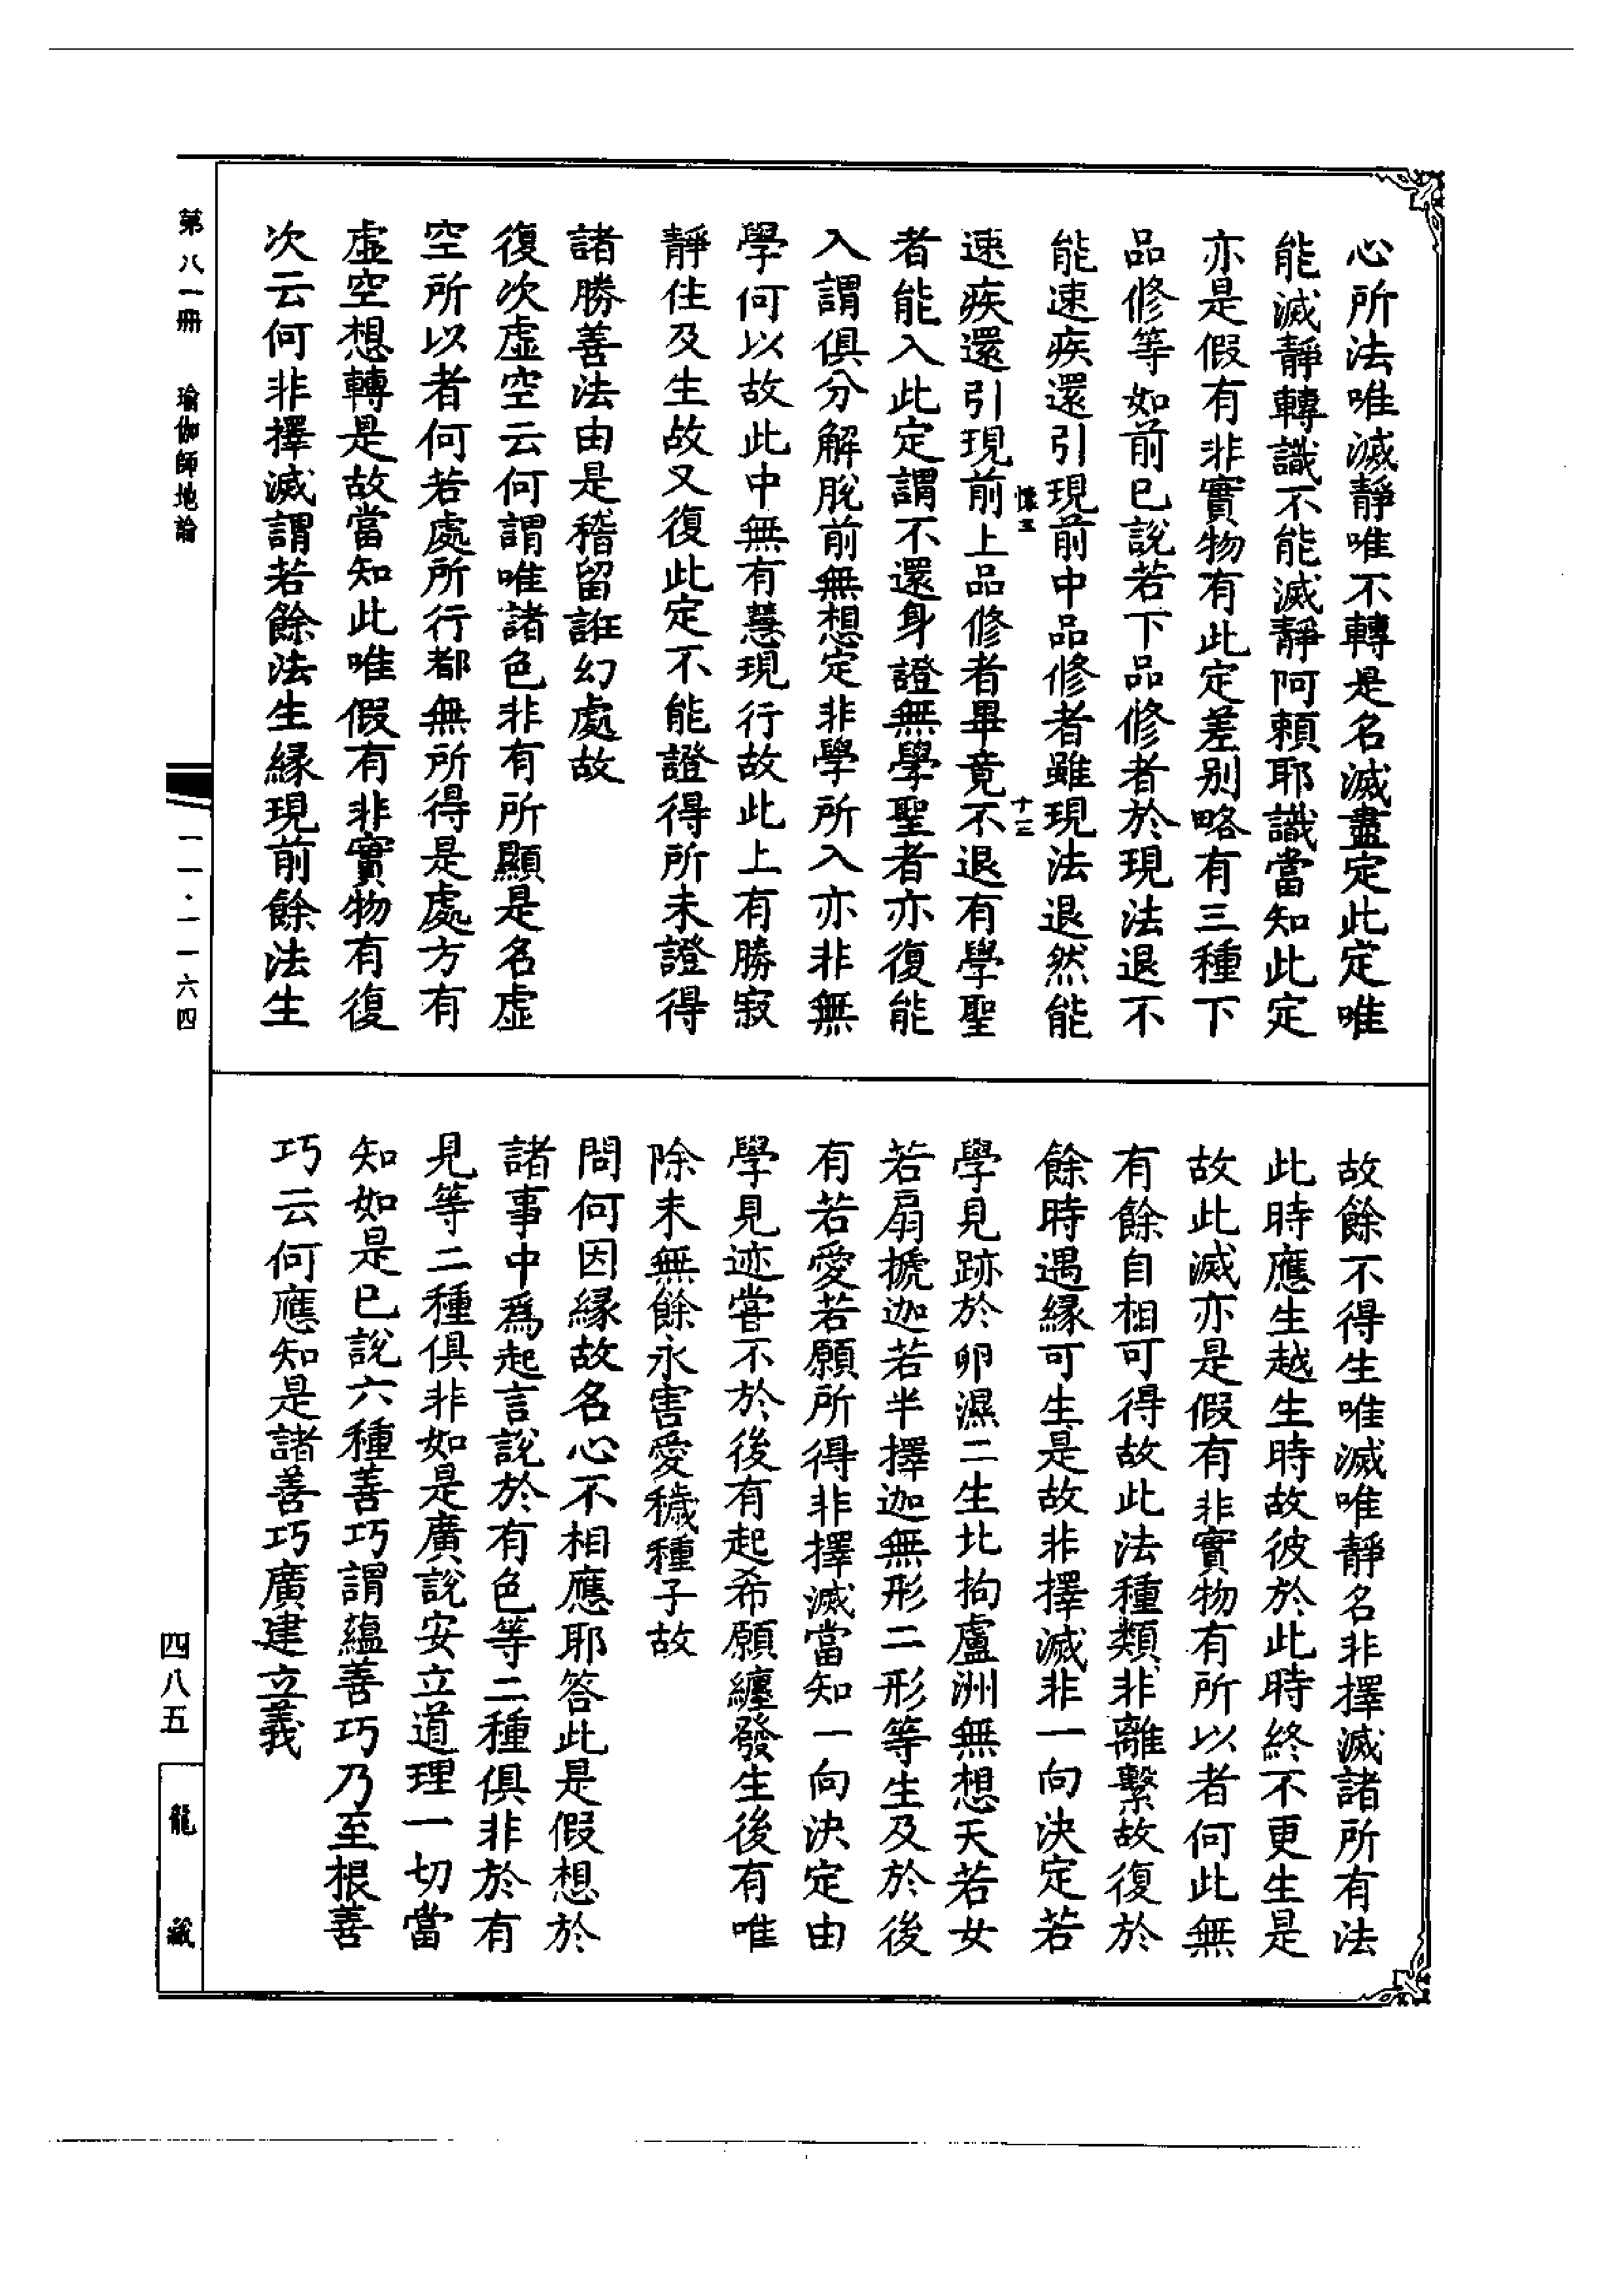 心所法唯滅靜唯不轉是名滅盡定此定唯
能滅靜轉識不能滅靜阿賴耶識當知此定
亦是假有非實物有此定差别略有三種下
品修等如前已說若下品修者於現法退不
能速疾還引現前中品修者雖現法退然能
懷五
十三
速疾還引現前上品修者畢竟不退有學聖
者能入此定謂不還身證無學聖者亦復能
入謂俱分解脫前無想定非學所入亦非無
學何以故此中無有慧現行故此上有勝寂
靜住及生故又復此定不能證得所未證得
諸勝善法由是稽留誑幻處故
復次虛空云何謂唯諸色非有所顯是名虛
空所以者何若處所行都無所得是處方有
虛空想轉是故當知此唯假有非實物有復
次云何非擇滅謂若餘法生緣現前餘法生
故餘不得生唯滅唯靜名非擇滅諸所有法
此時應生越生時故彼於此時終不更生是
故此滅亦是假有非實物有所以者何此無
有餘自相可得故此法種類非離繫故復於
餘時遇緣可生是故非擇滅非一向決定若
學見跡於卵濕二生北拘盧洲無想天若女
若扇搋迦若半擇迦無形二形等生及於後
有若愛若願所得非擇滅當知一向決定由
學見迹嘗不於後有起希願纏發生後有唯
除未無餘永害愛穢種子故
問何因緣故名心不相應耶答此是假想於
諸事中爲起言說於有色等二種俱非於有
見等二種俱非如是廣說安立道理一切當
知如是已說六種善巧謂蘊善巧乃至根善
巧云何應知是諸善巧廣建立義
第八一冊　瑜伽師地論
一一·一一六四
四八五
龍藏